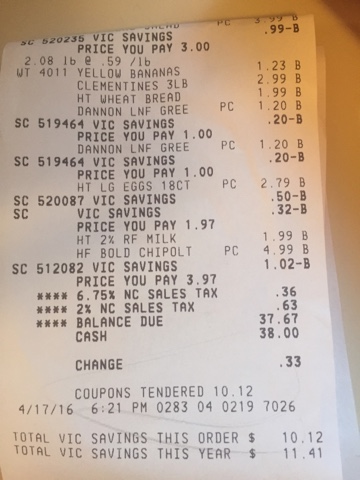 SALAD PC 3.99 B
SC 520235 VIC SAVINGS .99-B
PRICE YOU PAY 3.00
2.08 lb @ .59 /lb
WT 4011 YELLOW BANANAS 1.23 B
CLEMENTINES 3LB 2.99 B
HT WHEAT BREAD 1.99 B
DANNON LNF GREE PC 1.20 B
SC 519464 VIC SAVINGS .20-B
PRICE YOU PAY 1.00
DANNON LNF GREE PC 1.20 B
SC 519464 VIC SAVINGS .20-B
PRICE YOU PAY 1.00
HT LG EGGS 18CT PC 2.79 B
SC 520087 VIC SAVINGS .50-B
SC VIC SAVINGS .32-B
PRICE YOU PAY 1.97
HT 2% RF MILK 1.99 B
HF BOLD CHIPOLT PC 4.99 B
SC 512082 VIC SAVINGS 1.02-B
PRICE YOU PAY 3.97
**** 6.75% NC SALES TAX .36
**** 2% NC SALES TAX .63
**** BALANCE DUE 37.67
CASH 38.00
CHANGE .33
COUPONS TENDERED 10.12
4/17/16 6:21 PM 0283 04 0219 7026
TOTAL VIC SAVINGS THIS ORDER $ 10.12
TOTAL VIC SAVINGS THIS YEAR $ 11.41